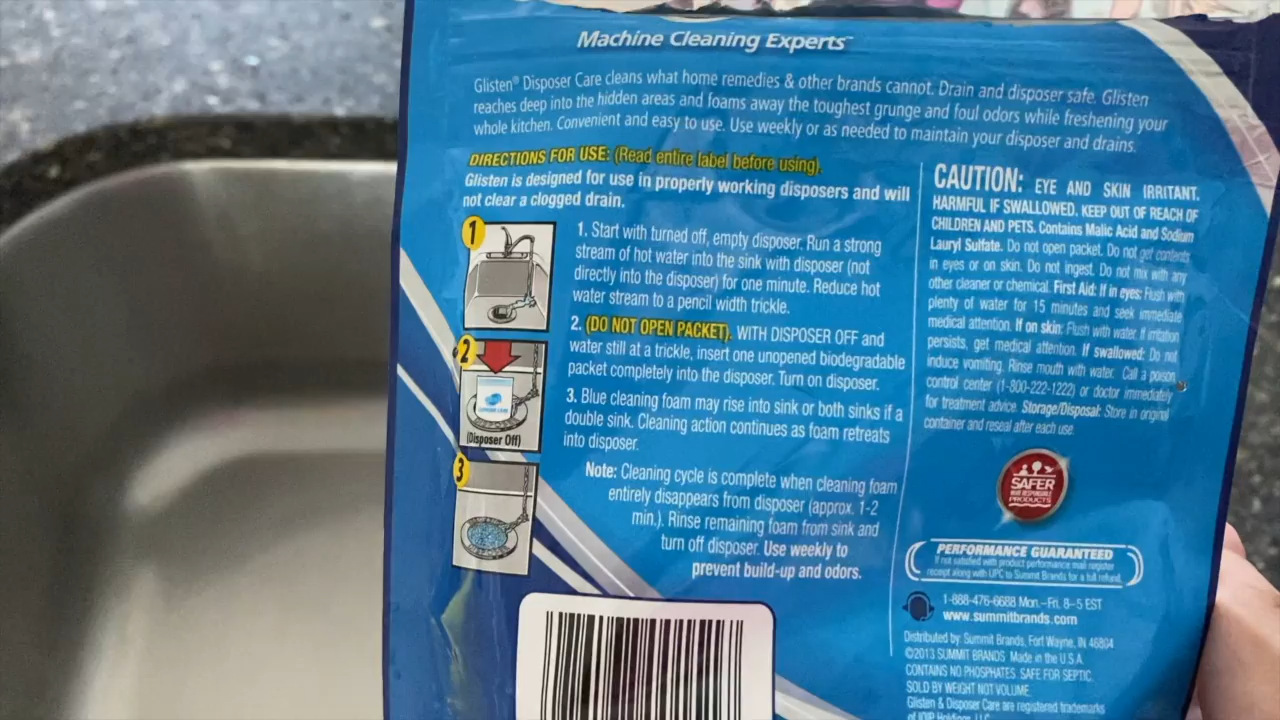 Machine Cleaning Experts™
Glisten® Disposer Care cleans what home remedies & other brands cannot. Drain and disposer safe. Glisten
reaches deep into the hidden areas and foams away the toughest grunge and foul odors while freshening your
whole kitchen. Convenient and easy to use. Use weekly or as needed to maintain your disposer and drains.
DIRECTIONS FOR USE: (Read entire label before using).
Glisten is designed for use in properly working disposers and will
not clear a clogged drain.
1
1. Start with turned off, empty disposer. Run a strong
stream of hot water into the sink with disposer (not
directly into the disposer) for one minute. Reduce hot
water stream to a pencil width trickle.
2
2. (DO NOT OPEN PACKET). WITH DISPOSER OFF and
water still at a trickle, insert one unopened biodegradable
packet completely into the disposer. Turn on disposer.
(Disposer Off)
3
3. Blue cleaning foam may rise into sink or both sinks if a
double sink. Cleaning action continues as foam retreats
into disposer.
Note: Cleaning cycle is complete when cleaning foam
entirely disappears from disposer (approx. 1-2
min.). Rinse remaining foam from sink and
turn off disposer. Use weekly to
prevent build-up and odors.
CAUTION: EYE AND SKIN IRRITANT.
HARMFUL IF SWALLOWED. KEEP OUT OF REACH OF
CHILDREN AND PETS. Contains Malic Acid and Sodium
Lauryl Sulfate. Do not open packet. Do not get contents
in eyes or on skin. Do not ingest. Do not mix with any
other cleaner or chemical. First Aid: If in eyes: Flush with
plenty of water for 15 minutes and seek immediate
medical attention. If on skin: Flush with water. If irritation
persists, get medical attention. If swallowed: Do not
induce vomiting. Rinse mouth with water. Call a poison
control center (1-800-222-1222) or doctor immediately
for treatment advice. Storage/Disposal: Store in original
container and reseal after each use.
SAFER
PRODUCTS
PERFORMANCE GUARANTEED
If not satisfied with product performance mail register
receipt along with UPC to Summit Brands for a full refund.
1-888-476-6688 Mon.–Fri. 8–5 EST
www.summitbrands.com
Distributed by: Summit Brands, Fort Wayne, IN 46804
©2013 SUMMIT BRANDS Made in the U.S.A.
CONTAINS NO PHOSPHATES. SAFE FOR SEPTIC.
SOLD BY WEIGHT NOT VOLUME.
Glisten & Disposer Care are registered trademarks